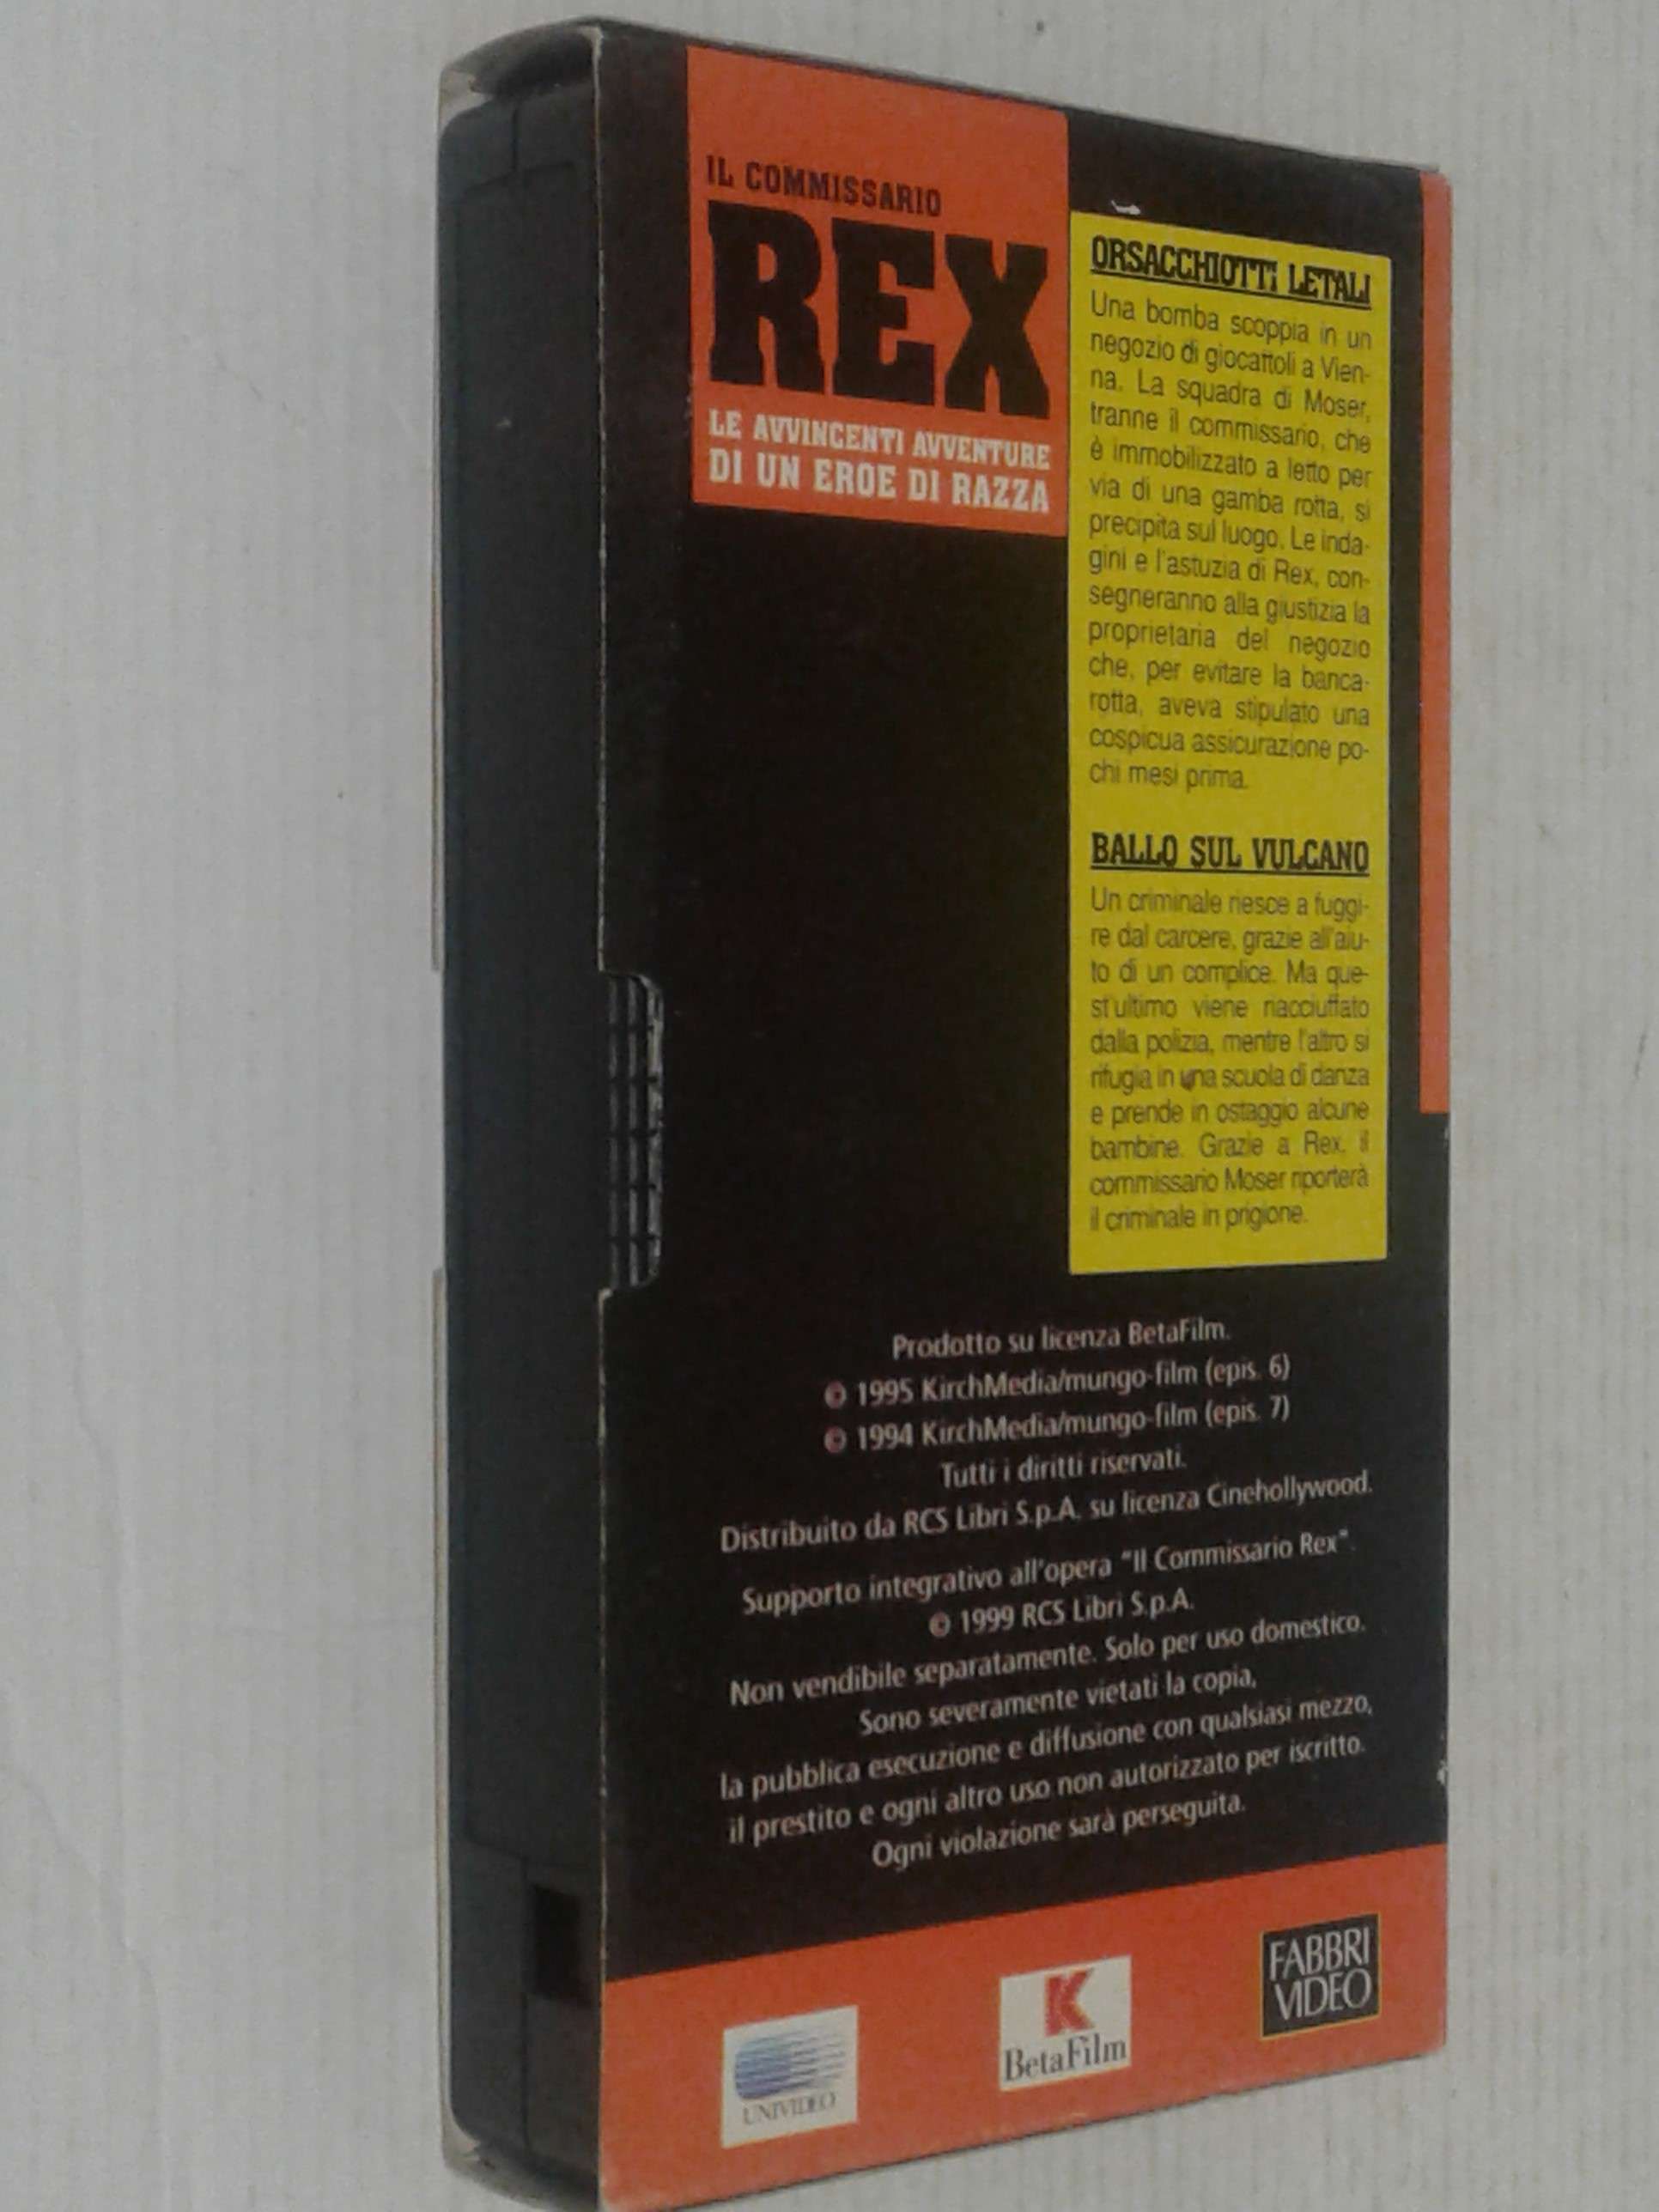 IL COMMISSARIO
REX
LE AVVINCENTI AVVENTURE
DI UN EROE DI RAZZA
ORSACCHIOTTi LETALI
Una bomba scoppia in un
negozio di giocattoli a Vien-
na. La squadra di Moser,
tranne il commissario, che
è immobilizzato a letto per
via di una gamba rotta, si
precipita sul luogo. Le inda-
gini e l'astuzia di Rex, con-
segneranno alla giustizia la
proprietaria del negozio
che, per evitare la banca-
rotta, aveva stipulato una
cospicua assicurazione po-
chi mesi prima.
BALLO SUL VULCANO
Un criminale riesce a fuggi-
re dal carcere, grazie all'aiu-
to di un complice. Ma que-
st'ultimo viene riacciuffato
dalla polizia, mentre l'altro si
rifugia in una scuola di danza
e prende in ostaggio alcune
bambine. Grazie a Rex, il
commissario Moser riporterà
il criminale in prigione.
Prodotto su licenza BetaFilm.
© 1995 KirchMedia/mungo-film (epis. 6)
© 1994 KirchMedia/mungo-film (epis. 7)
Tutti i diritti riservati.
Distribuito da RCS Libri S.p.A. su licenza Cinehollywood.
Supporto integrativo all'opera "Il Commissario Rex".
© 1999 RCS Libri S.p.A.
Non vendibile separatamente. Solo per uso domestico.
Sono severamente vietati la copia,
la pubblica esecuzione e diffusione con qualsiasi mezzo,
il prestito e ogni altro uso non autorizzato per iscritto.
Ogni violazione sarà perseguita.
UNIVIDEO
K
BetaFilm
FABBRI
VIDEO